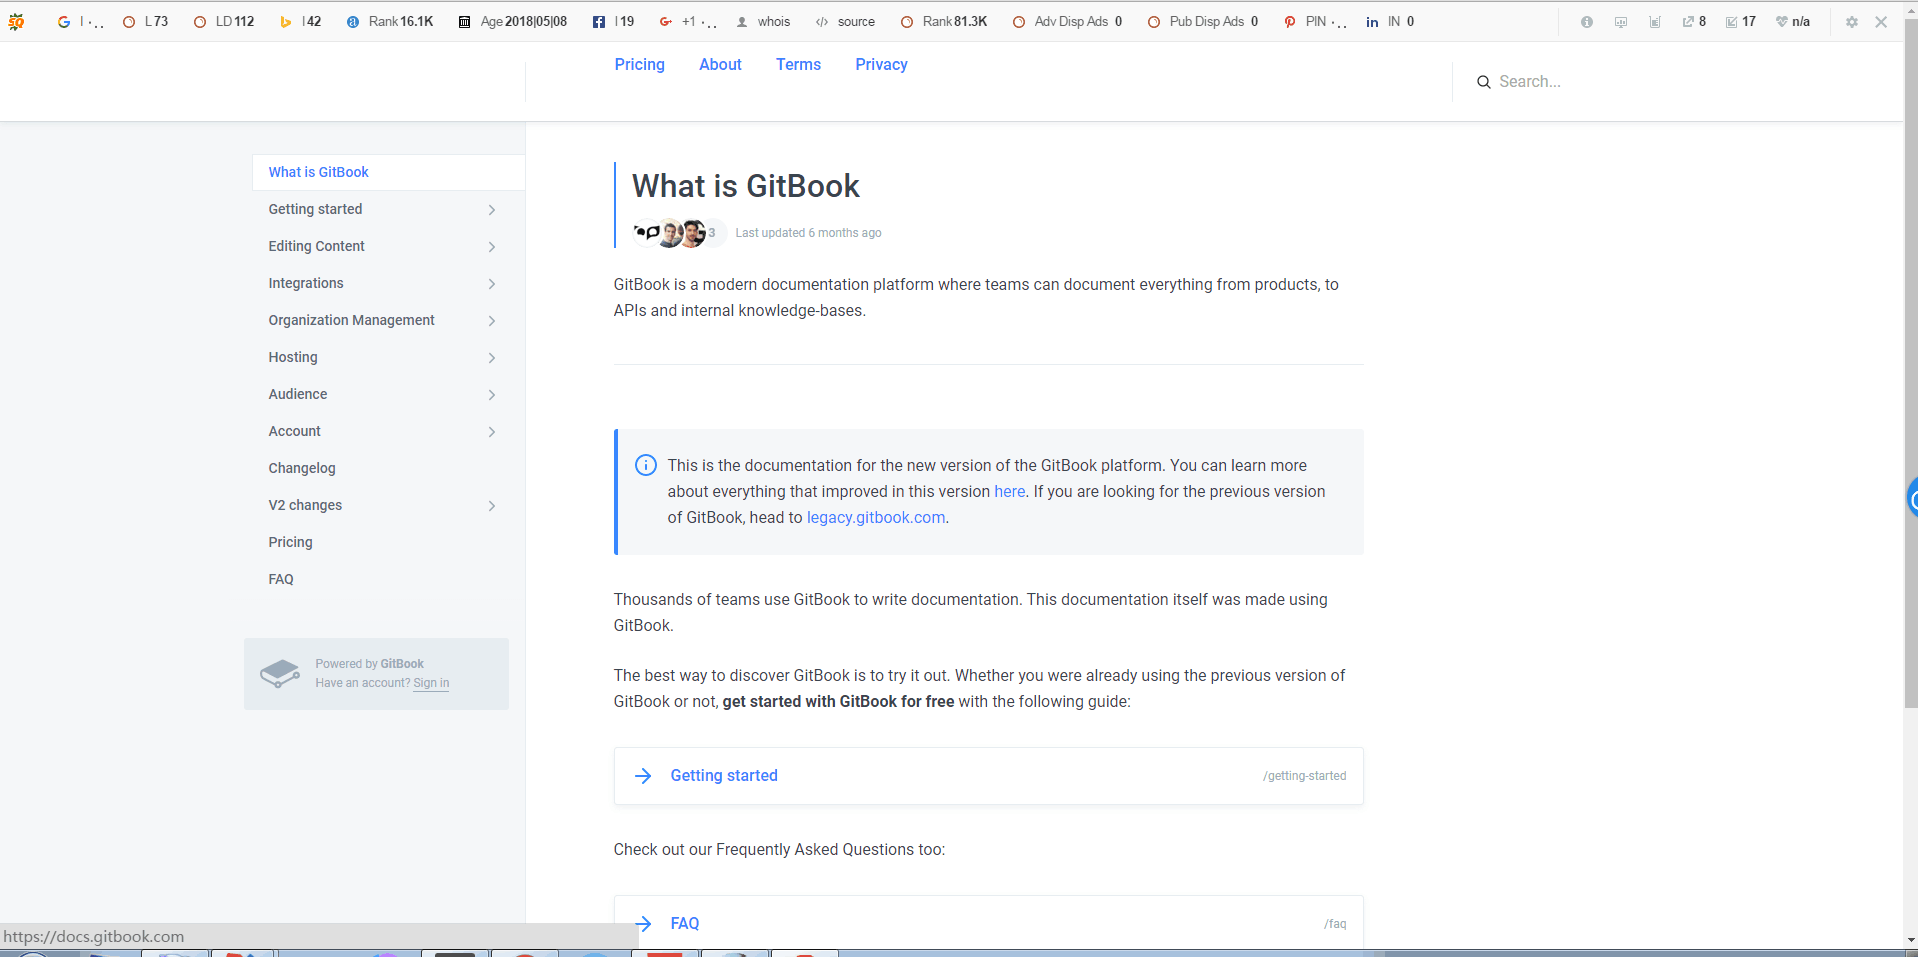 I L 73 LD 112 I 42 Rank 16.1K Age 2018|05|08 I 19 +1 whois source Rank 81.3K Adv Disp Ads 0 Pub Disp Ads 0 PIN IN 0 8 17 n/a
Pricing About Terms Privacy
Search...
What is GitBook
Getting started
Editing Content
Integrations
Organization Management
Hosting
Audience
Account
Changelog
V2 changes
Pricing
FAQ
Powered by GitBook
Have an account? Sign in
What is GitBook
3 Last updated 6 months ago
GitBook is a modern documentation platform where teams can document everything from products, to
APIs and internal knowledge-bases.
This is the documentation for the new version of the GitBook platform. You can learn more
about everything that improved in this version here. If you are looking for the previous version
of GitBook, head to legacy.gitbook.com.
Thousands of teams use GitBook to write documentation. This documentation itself was made using
GitBook.
The best way to discover GitBook is to try it out. Whether you were already using the previous version of
GitBook or not, get started with GitBook for free with the following guide:
Getting started /getting-started
Check out our Frequently Asked Questions too:
FAQ /faq
https://docs.gitbook.com